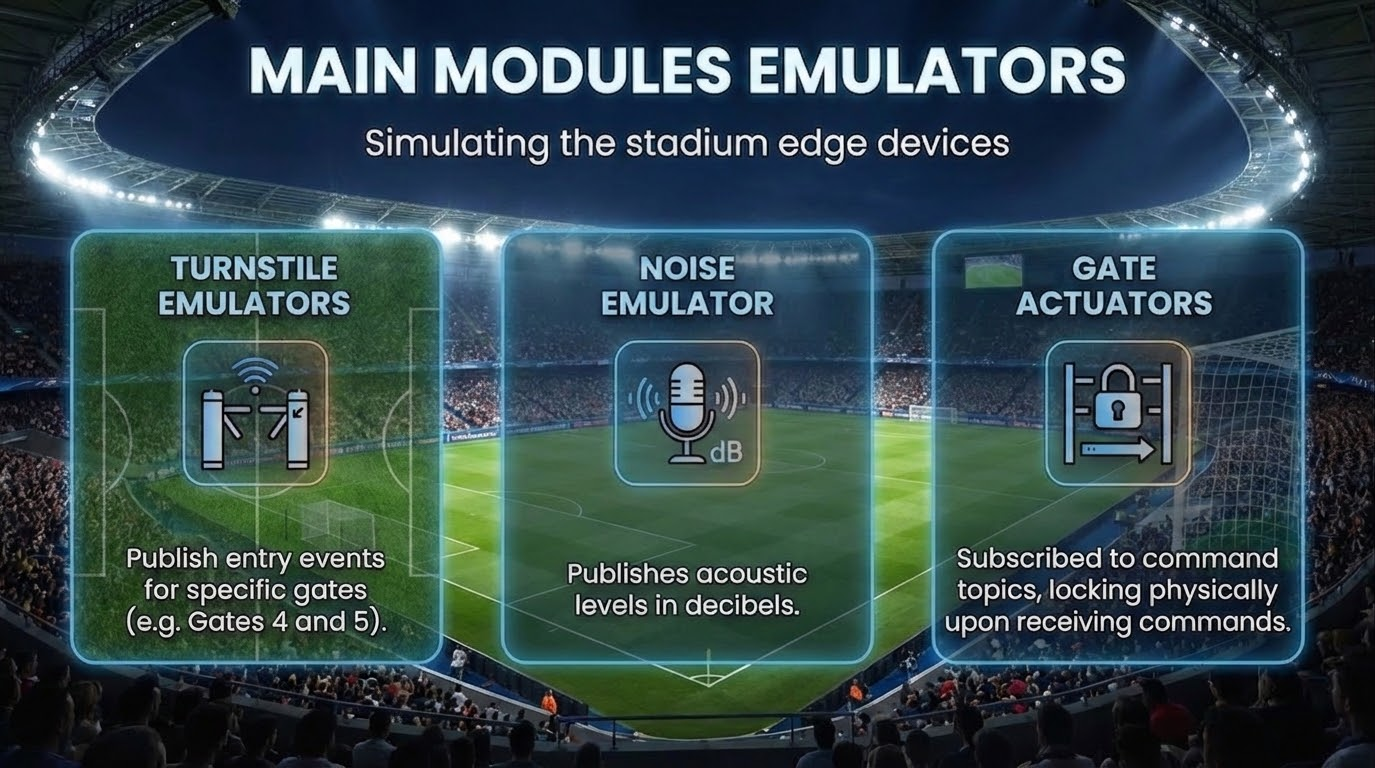 MAIN MODULES EMULATORS
Simulating the stadium edge devices
TURNSTILE
EMULATORS
Publish entry events
for specific gates
(e.g. Gates 4 and 5).
NOISE
EMULATOR
dB
Publishes acoustic
levels in decibels.
GATE
ACTUATORS
Subscribed to command
topics, locking physically
upon receiving commands.